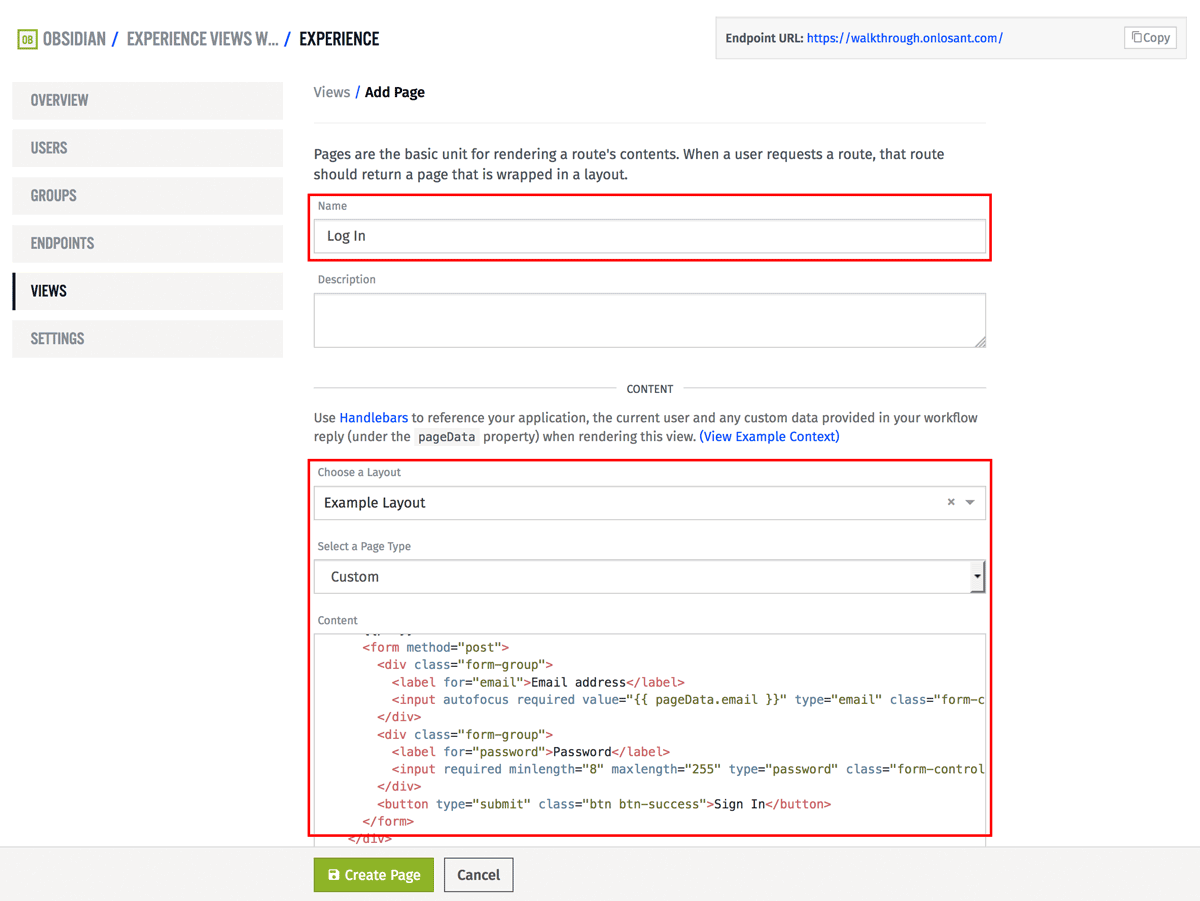 OB OBSIDIAN / EXPERIENCE VIEWS W... / EXPERIENCE
Endpoint URL: https://walkthrough.onlosant.com/
Copy
OVERVIEW
USERS
GROUPS
ENDPOINTS
VIEWS
SETTINGS
Views / Add Page
Pages are the basic unit for rendering a route's contents. When a user requests a route, that route
should return a page that is wrapped in a layout.
Name
Log In
Description
CONTENT
Use Handlebars to reference your application, the current user and any custom data provided in your workflow
reply (under the pageData property) when rendering this view. (View Example Context)
Choose a Layout
Example Layout
Select a Page Type
Custom
Content
<form method="post">
<div class="form-group">
<label for="email">Email address</label>
<input autofocus required value="{{ pageData.email }}" type="email" class="form-c
</div>
<div class="form-group">
<label for="password">Password</label>
<input required minlength="8" maxlength="255" type="password" class="form-control
</div>
<button type="submit" class="btn btn-success">Sign In</button>
</form>
</div>
Create Page
Cancel